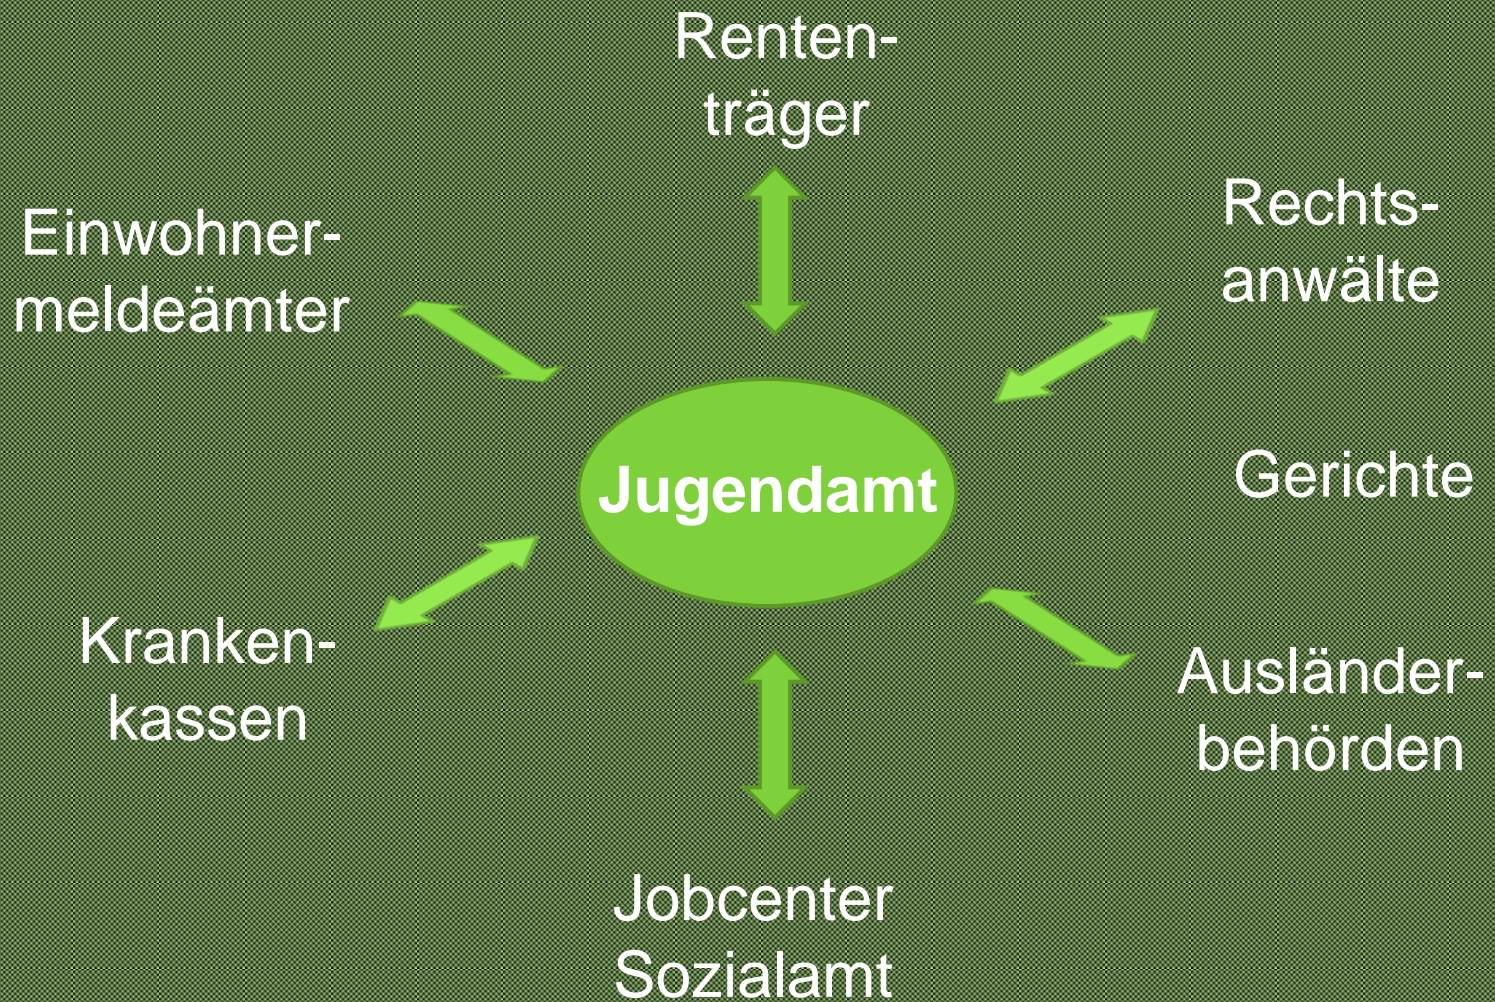 Renten-
träger
Rechts-
anwälte
Einwohner-
meldeämter
Jugendamt
Gerichte
Kranken-
kassen
Ausländer-
behörden
Jobcenter
Sozialamt